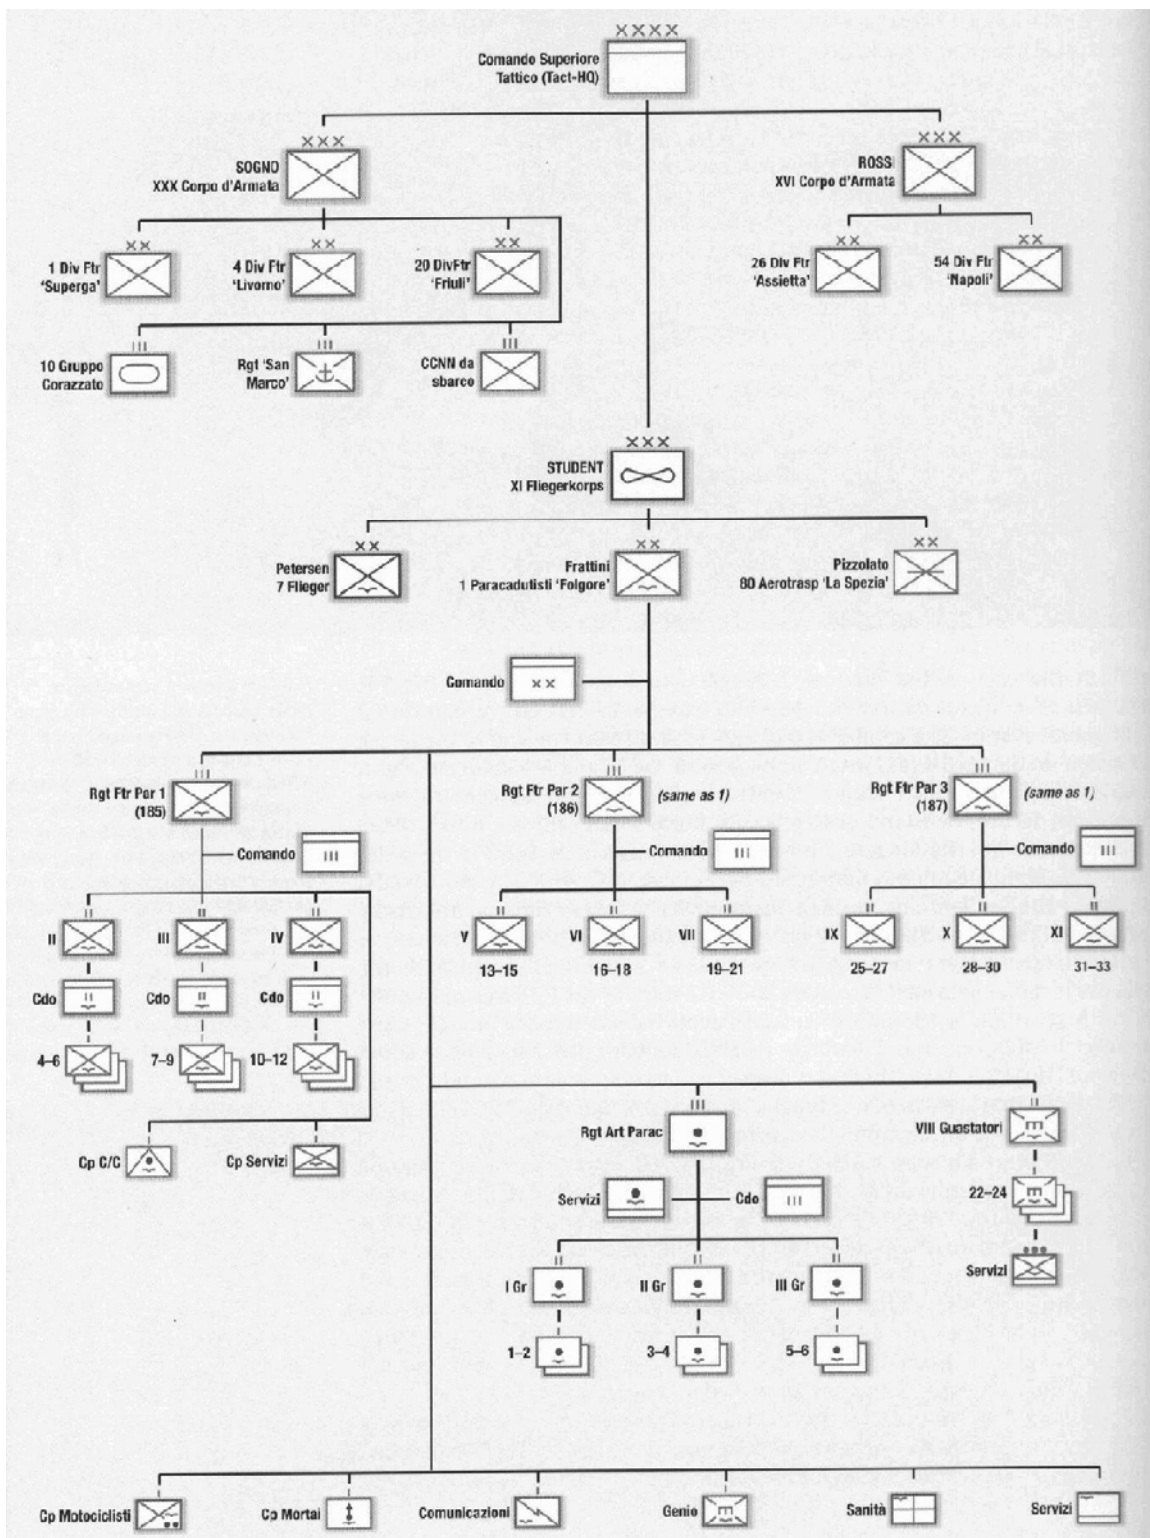 Comando Superiore
Tattico (Tact-HQ)
SOGNO
XXX Corpo d'Armata
ROSSI
XVI Corpo d'Armata
1 Div Ftr
'Superga'
4 Div Ftr
'Livorno'
20 DivFtr
'Friuli'
26 Div Ftr
'Assietta'
54 Div Ftr
'Napoli'
10 Gruppo
Corazzato
Rgt 'San
Marco'
CCNN da
sbarco
STUDENT
XI Fliegerkorps
Petersen
7 Flieger
Frattini
1 Paracadutisti 'Folgore'
Pizzolato
80 Aerotrasp 'La Spezia'
Comando
Rgt Ftr Par 1
(185)
Rgt Ftr Par 2
(186)
(same as 1)
Rgt Ftr Par 3
(187)
(same as 1)
Comando
Comando
Comando
II
III
IV
V
VI
VII
IX
X
XI
13–15
16–18
19–21
25–27
28–30
31–33
Cdo
Cdo
Cdo
4–6
7–9
10–12
Cp C/C
Cp Servizi
Rgt Art Parac
VIII Guastatori
Servizi
Cdo
22–24
Servizi
I Gr
II Gr
III Gr
1–2
3–4
5–6
Cp Motociclisti
Cp Mortai
Comunicazioni
Genio
Sanità
Servizi